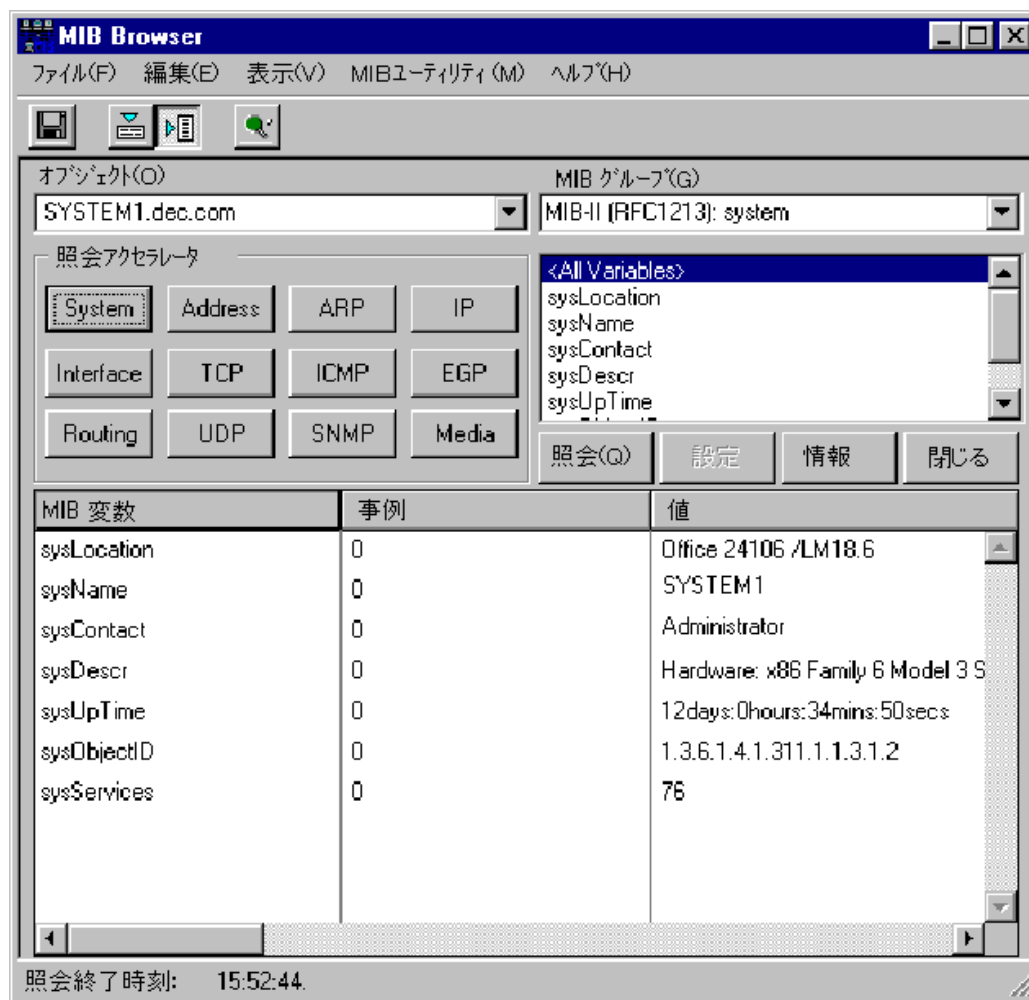 MIB Browser
ファイル(F) 編集(E) 表示(V) MIBユーティリティ(M) ヘルプ(H)
オブジェクト(O) MIB グループ(G)
SYSTEM1.dec.com MIB-II (RFC1213): system
照会アクセラレータ
<All Variables>
sysLocation
sysName
sysContact
sysDescr
sysUpTime
System Address ARP IP
Interface TCP ICMP EGP
Routing UDP SNMP Media
照会(Q) 設定 情報 閉じる
MIB 変数 事例 値
sysLocation 0 Office 24106 /LM18.6
sysName 0 SYSTEM1
sysContact 0 Administrator
sysDescr 0 Hardware: x86 Family 6 Model 3 S
sysUpTime 0 12days:0hours:34mins:50secs
sysObjectID 0 1.3.6.1.4.1.311.1.1.3.1.2
sysServices 0 76
照会終了時刻: 15:52:44.